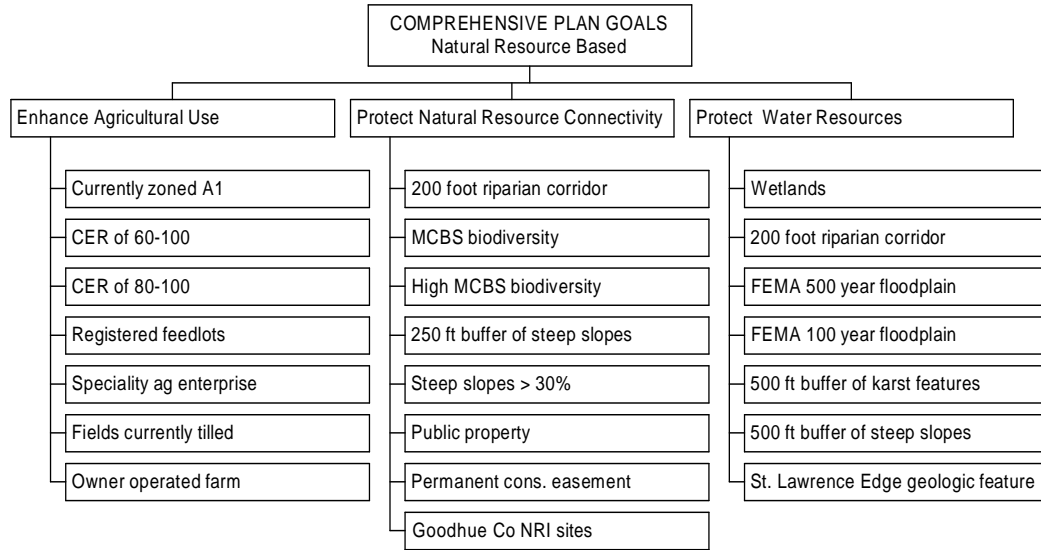 COMPREHENSIVE PLAN GOALS
Natural Resource Based
Enhance Agricultural Use
Currently zoned A1
CER of 60-100
CER of 80-100
Registered feedlots
Speciality ag enterprise
Fields currently tilled
Owner operated farm
Protect Natural Resource Connectivity
200 foot riparian corridor
MCBS biodiversity
High MCBS biodiversity
250 ft buffer of steep slopes
Steep slopes > 30%
Public property
Permanent cons. easement
Goodhue Co NRI sites
Protect Water Resources
Wetlands
200 foot riparian corridor
FEMA 500 year floodplain
FEMA 100 year floodplain
500 ft buffer of karst features
500 ft buffer of steep slopes
St. Lawrence Edge geologic feature